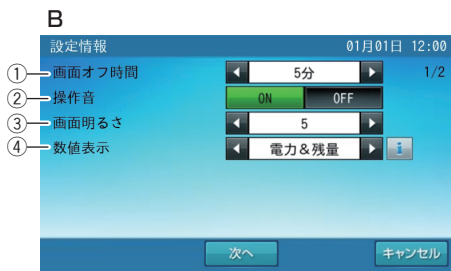 B
設定情報 01月01日 12:00
① 画面オフ時間 5分 1/2
② 操作音 ON OFF
③ 画面明るさ 5
④ 数値表示 電力&残量 i
次へ キャンセル